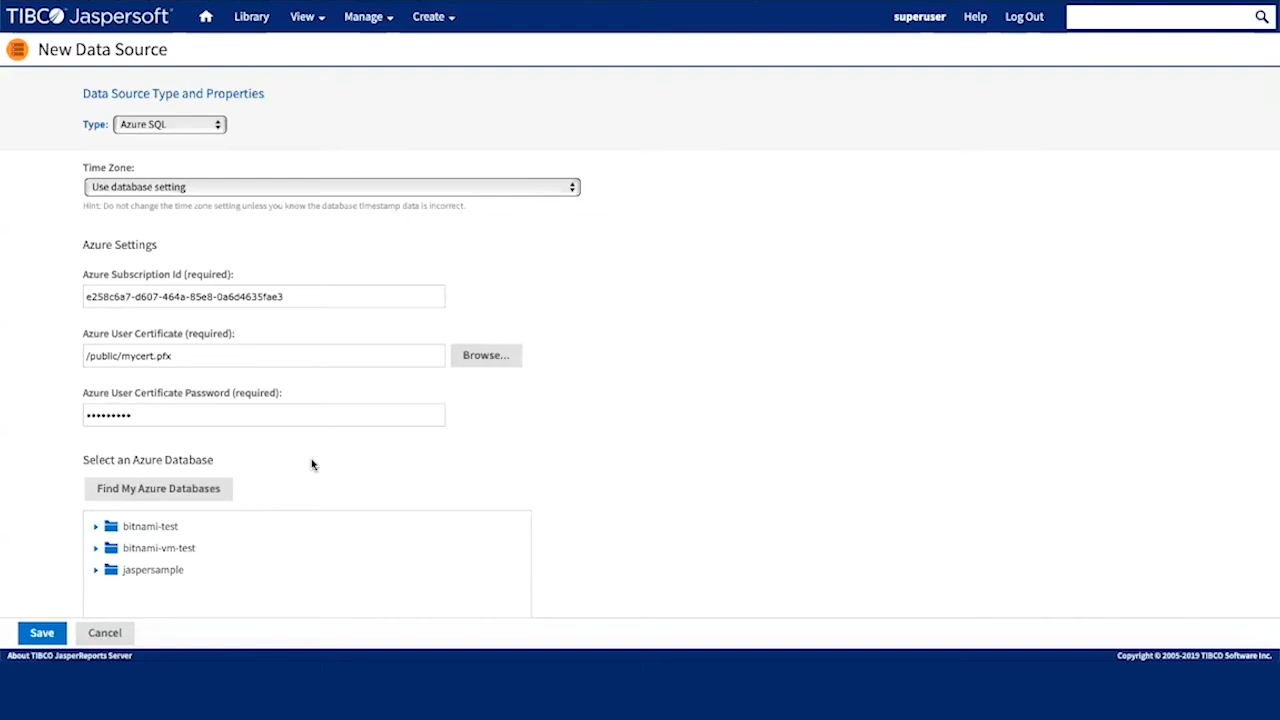 TIBCO Jaspersoft® Library View Manage Create superuser Help Log Out
New Data Source
Data Source Type and Properties
Type: Azure SQL
Time Zone:
Use database setting
Hint: Do not change the time zone setting unless you know the database timestamp data is incorrect.
Azure Settings
Azure Subscription Id (required):
e258c6a7-d607-464a-85e8-0a6d4635fae3
Azure User Certificate (required):
/public/mycert.pfx Browse...
Azure User Certificate Password (required):
•••••••••
Select an Azure Database
Find My Azure Databases
bitnami-test
bitnami-vm-test
jaspersample
Save Cancel
About TIBCO JasperReports Server Copyright © 2005-2019 TIBCO Software Inc.